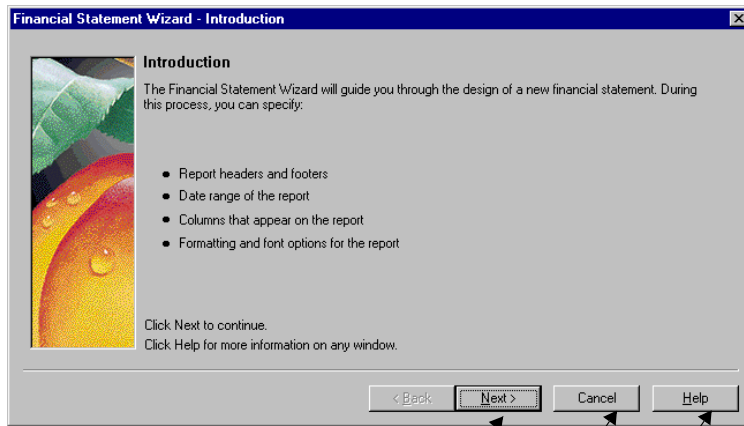 Financial Statement Wizard - Introduction
Introduction
The Financial Statement Wizard will guide you through the design of a new financial statement. During
this process, you can specify:
Report headers and footers
Date range of the report
Columns that appear on the report
Formatting and font options for the report
Click Next to continue.
Click Help for more information on any window.
< Back Next > Cancel Help